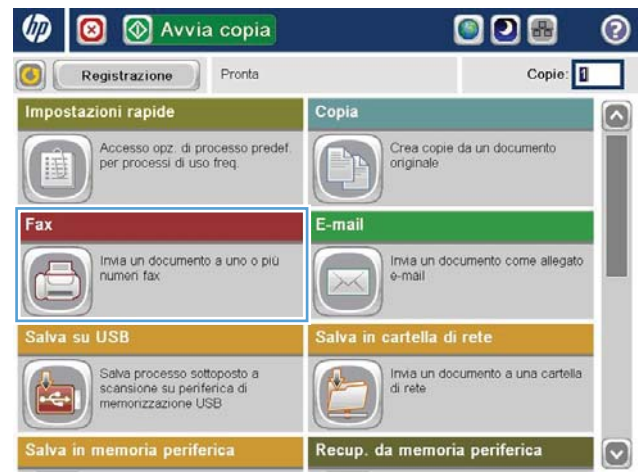 hp
Avvia copia
?
Registrazione
Pronta
Copie: 1
Impostazioni rapide
Accesso opz. di processo predef.
per processi di uso freq.
Copia
Crea copie da un documento
originale
Fax
Invia un documento a uno o più
numeri fax
E-mail
Invia un documento come allegato
e-mail
Salva su USB
Salva processo sottoposto a
scansione su periferica di
memorizzazione USB
Salva in cartella di rete
Invia un documento a una cartella
di rete
Salva in memoria periferica
Recup. da memoria periferica